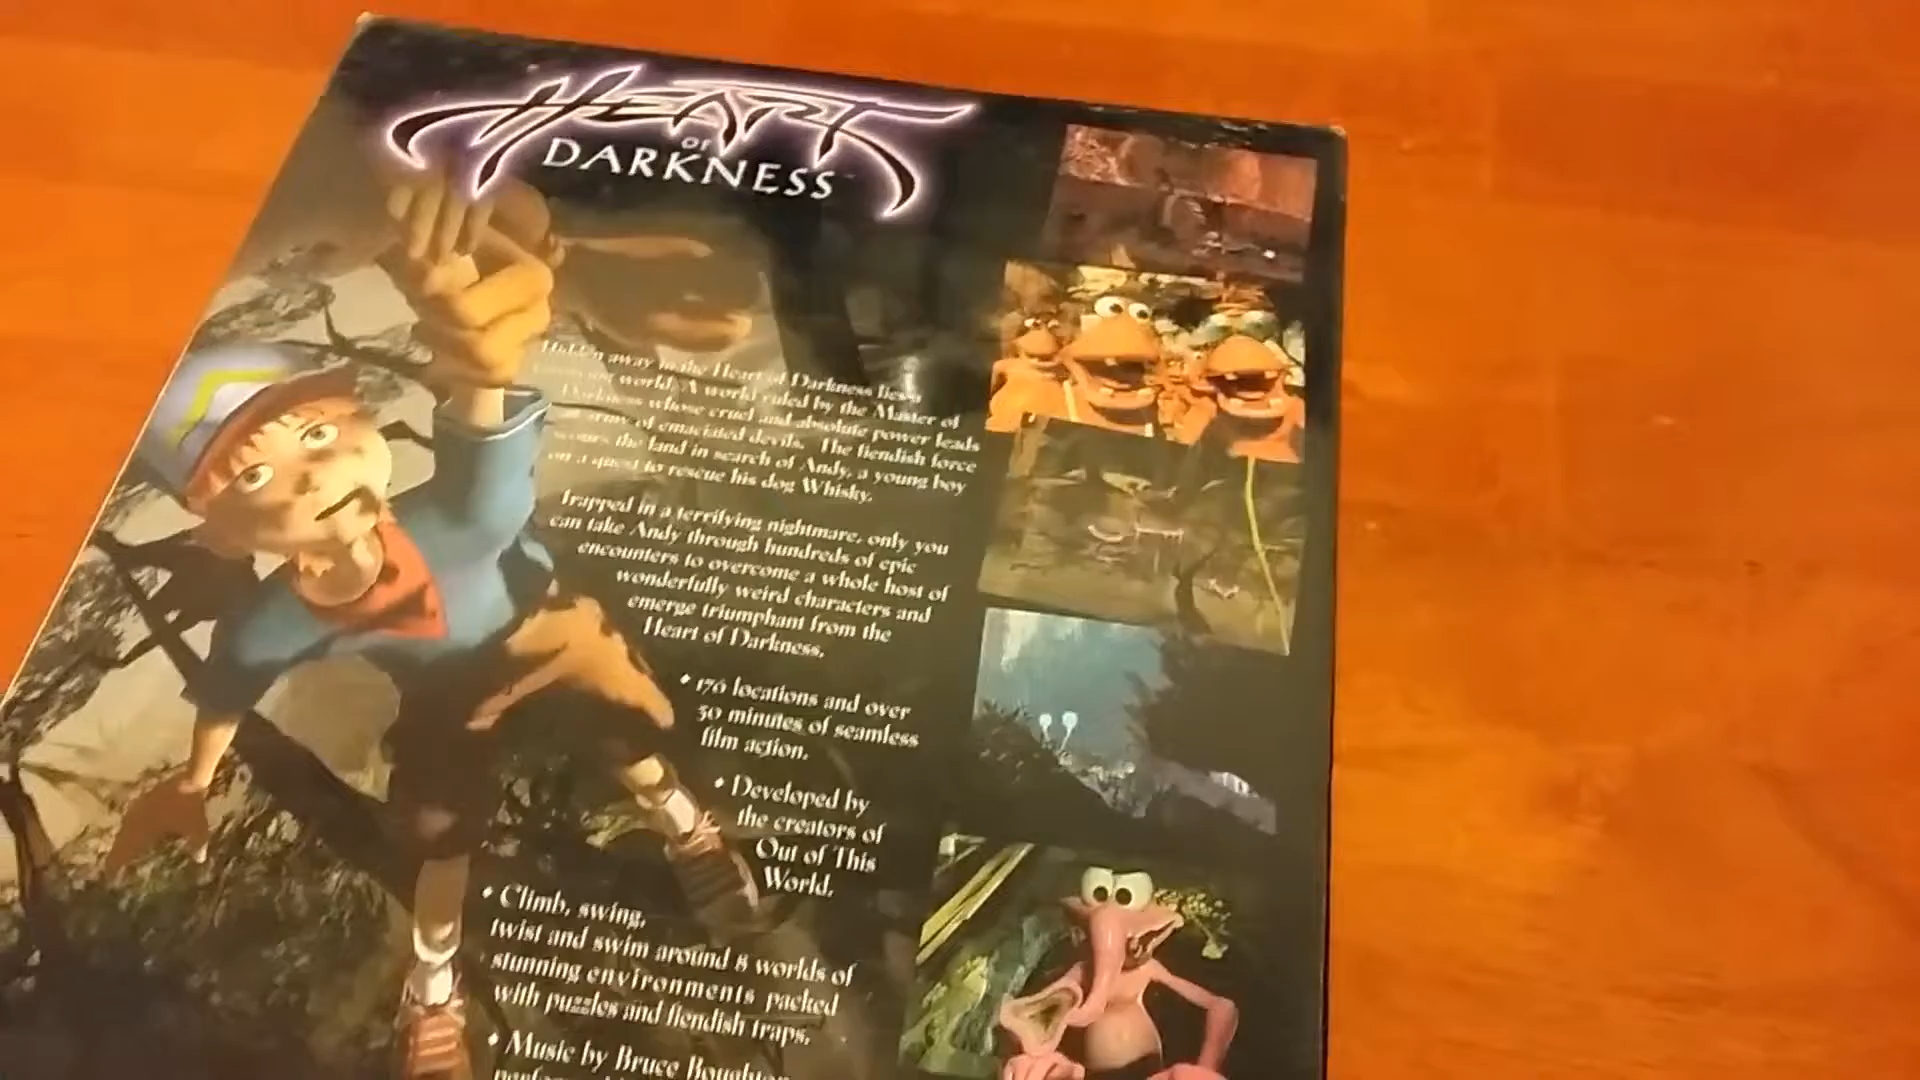 HEART
OF
DARKNESS
Hidden away in the Heart of Darkness lies a
world. A world ruled by the Master of
Darkness whose cruel and absolute power leads
army of emaciated devils. The fiendish force
scours the land in search of Andy, a young boy
on a quest to rescue his dog Whisky.
Trapped in a terrifying nightmare, only you
can take Andy through hundreds of epic
encounters to overcome a whole host of
wonderfully weird characters and
emerge triumphant from the
Heart of Darkness.
• 176 locations and over
30 minutes of seamless
film action.
• Developed by
the creators of
Out of This
World.
• Climb, swing,
twist and swim around 8 worlds of
stunning environments packed
with puzzles and fiendish traps.
• Music by Bruce Boughton